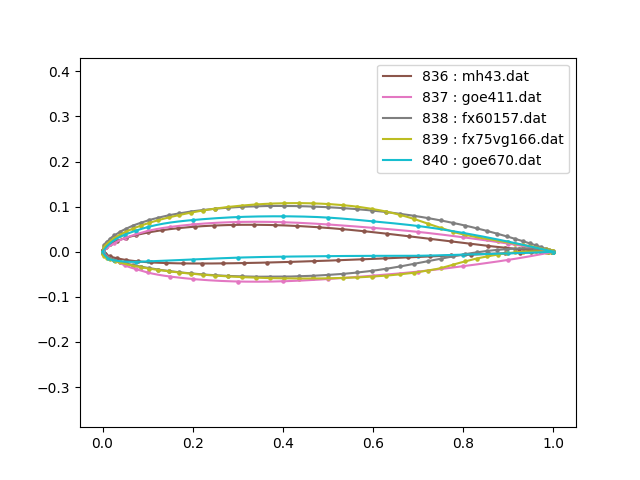 836 : mh43.dat
837 : goe411.dat
838 : fx60157.dat
839 : fx75vg166.dat
840 : goe670.dat
0.4
0.3
0.2
0.1
0.0
−0.1
−0.2
−0.3
0.0 0.2 0.4 0.6 0.8 1.0